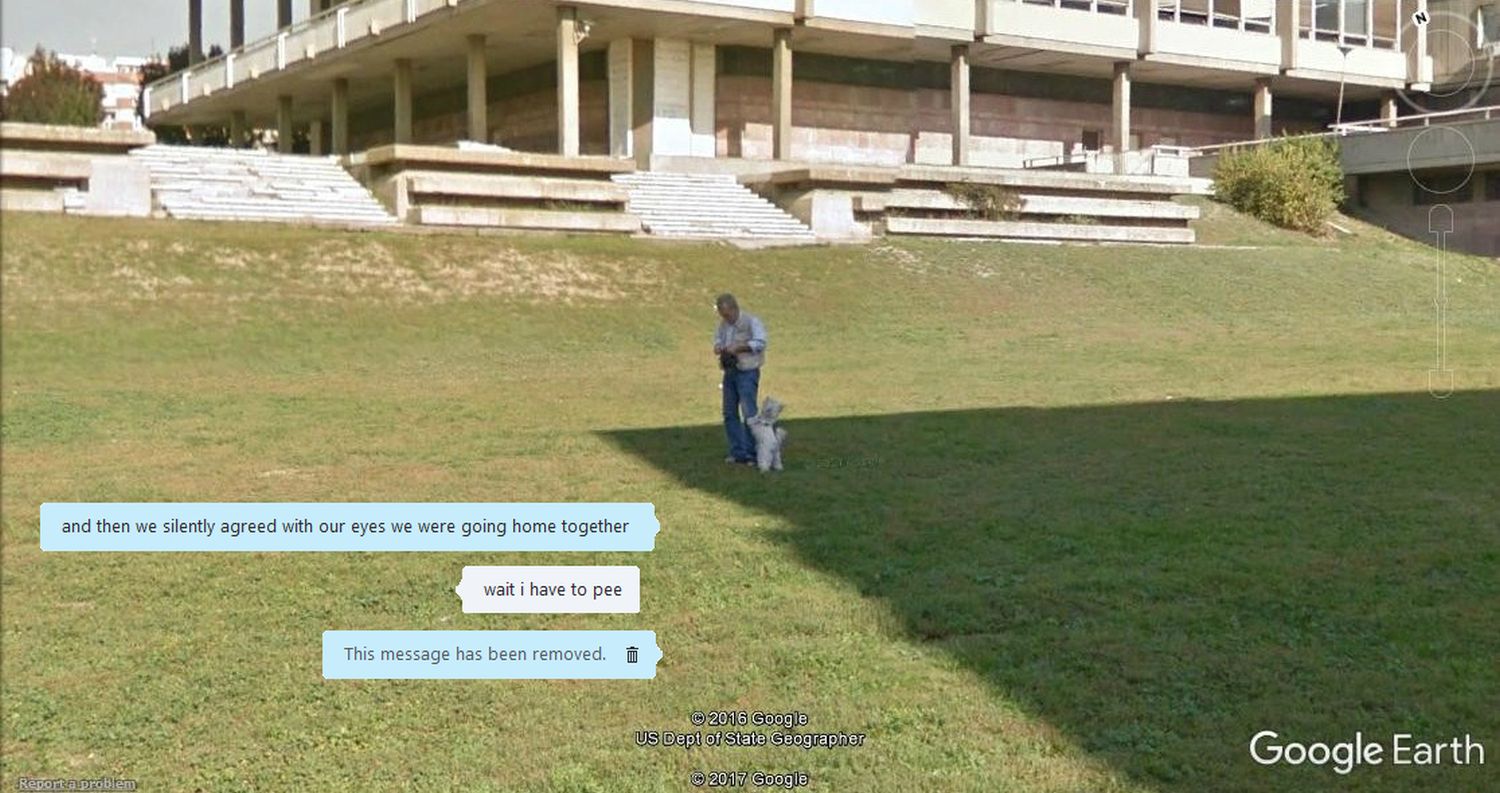 N
and then we silently agreed with our eyes we were going home together
wait i have to pee
This message has been removed.
© 2016 Google
US Dept of State Geographer
© 2017 Google
Google Earth
Report a problem